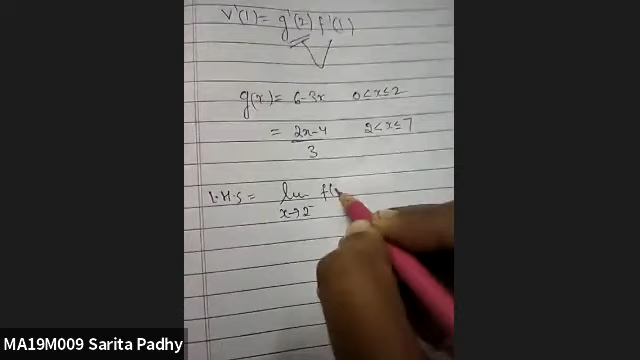 V'(1) = g'(2) f'(1)
g(x) = 6-3x 0<x≤2
= 2x-4 / 3 2<x≤7
L.H.S = lim x→2⁻ f(
MA19M009 Sarita Padhy